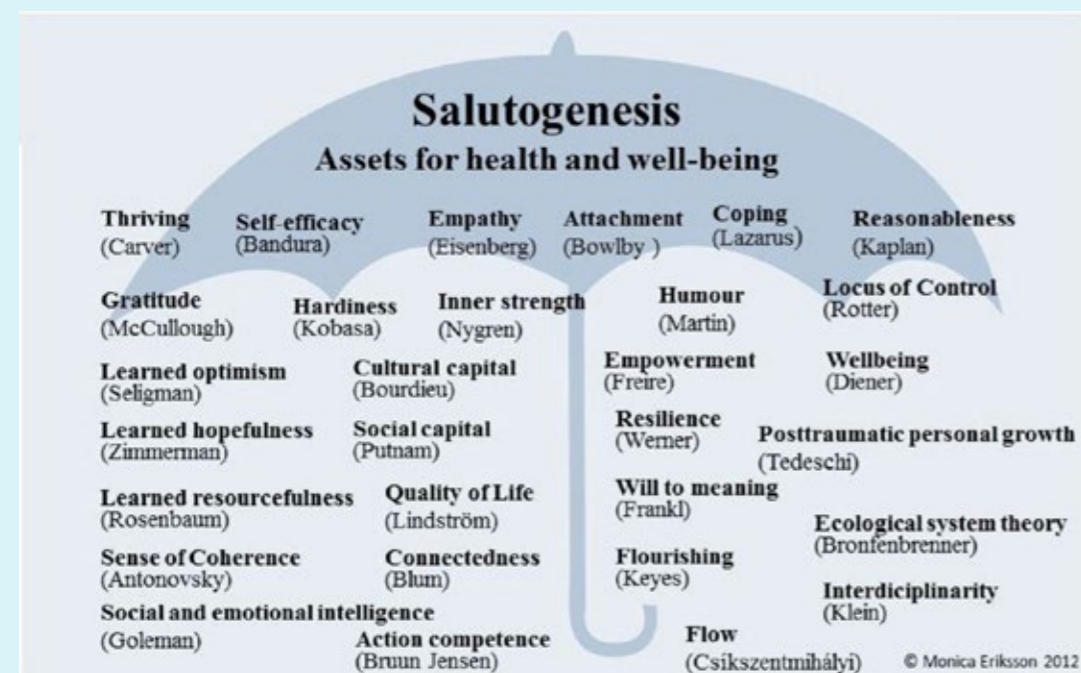 Salutogenesis
Assets for health and well-being
Thriving
(Carver)
Self-efficacy
(Bandura)
Empathy
(Eisenberg)
Attachment
(Bowlby )
Coping
(Lazarus)
Reasonableness
(Kaplan)
Gratitude
(McCullough)
Hardiness
(Kobasa)
Inner strength
(Nygren)
Humour
(Martin)
Locus of Control
(Rotter)
Learned optimism
(Seligman)
Cultural capital
(Bourdieu)
Empowerment
(Freire)
Wellbeing
(Diener)
Learned hopefulness
(Zimmerman)
Social capital
(Putnam)
Resilience
(Werner)
Posttraumatic personal growth
(Tedeschi)
Learned resourcefulness
(Rosenbaum)
Quality of Life
(Lindström)
Will to meaning
(Frankl)
Ecological system theory
(Bronfenbrenner)
Sense of Coherence
(Antonovsky)
Connectedness
(Blum)
Flourishing
(Keyes)
Interdiciplinarity
(Klein)
Social and emotional intelligence
(Goleman)
Action competence
(Bruun Jensen)
Flow
(Csíkszentmihályi)
© Monica Eriksson 2012